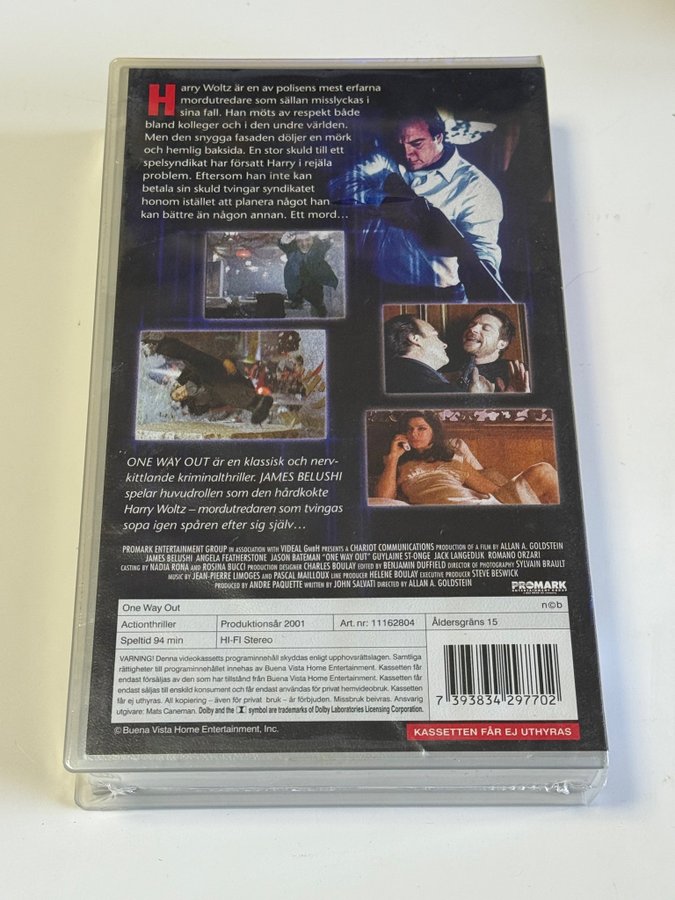 Harry Woltz är en av polisens mest erfarna
mordutredare som sällan misslyckas i
sina fall. Han möts av respekt både
bland kolleger och i den undre världen.
Men den snygga fasaden döljer en mörk
och hemlig baksida. En stor skuld till ett
spelsyndikat har försatt Harry i rejäla
problem. Eftersom han inte kan
betala sin skuld tvingar syndikatet
honom istället att planera något han
kan bättre än någon annan. Ett mord...
ONE WAY OUT är en klassisk och nerv-
kittlande kriminalthriller. JAMES BELUSHI
spelar huvudrollen som den hårdkokte
Harry Woltz – mordutredaren som tvingas
sopa igen spåren efter sig själv...
PROMARK ENTERTAINMENT GROUP IN ASSOCIATION WITH VIDEAL GmbH PRESENTS A CHARIOT COMMUNICATIONS PRODUCTION OF A FILM BY ALLAN A. GOLDSTEIN
JAMES BELUSHI, ANGELA FEATHERSTONE, JASON BATEMAN "ONE WAY OUT" GUYLAINE ST-ONGE, JACK LANGEDIJK, ROMANO ORZARI
CASTING BY NADIA RONA AND ROSINA BUCCI PRODUCTION DESIGNER CHARLES BOULAY EDITED BY BENJAMIN DUFFIELD DIRECTOR OF PHOTOGRAPHY SYLVAIN BRAULT
MUSIC BY JEAN-PIERRE LIMOGES AND PASCAL MAILLOUX LINE PRODUCER HELENE BOULAY EXECUTIVE PRODUCER STEVE BESWICK
PRODUCED BY ANDRE PAQUETTE WRITTEN BY JOHN SALVATI DIRECTED BY ALLAN A. GOLDSTEIN
PROMARK
ENTERTAINMENT GROUP
One Way Out
n©b
Actionthriller Produktionsår 2001 Art. nr: 11162804 Åldersgräns 15
Speltid 94 min HI-FI Stereo
VARNING! Denna videokassetts programinnehåll skyddas enligt upphovsrättslagen. Samtliga
rättigheter till programinnehållet innehas av Buena Vista Home Entertainment. Kassetten får
endast försäljas av den som har tillstånd från Buena Vista Home Entertainment. Kassetten får
endast säljas till enskild konsument och får endast användas för privat hemvideobruk. Kassetten
får ej uthyras. All kopiering – även för privat bruk – är förbjuden. Missbruk beivras. Ansvarig
utgivare: Mats Caneman. Dolby and the symbol are trademarks of Dolby Laboratories Licensing Corporation.
7 393834 297702
© Buena Vista Home Entertainment, Inc.
KASSETTEN FÅR EJ UTHYRAS